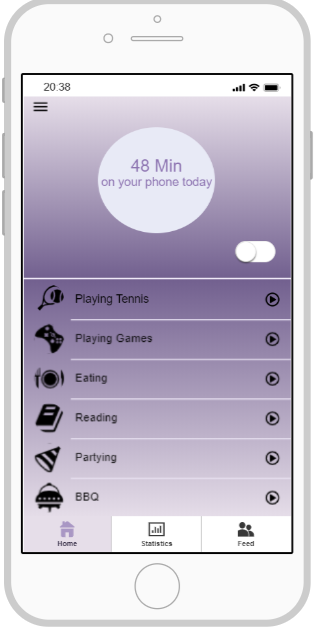 20:38
48 Min
on your phone today
Playing Tennis
Playing Games
Eating
Reading
Partying
BBQ
Home
Statistics
Feed